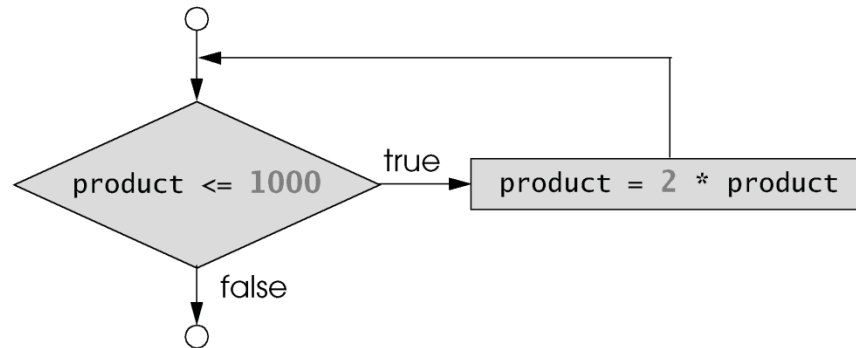 true
product <= 1000
product = 2 * product
false